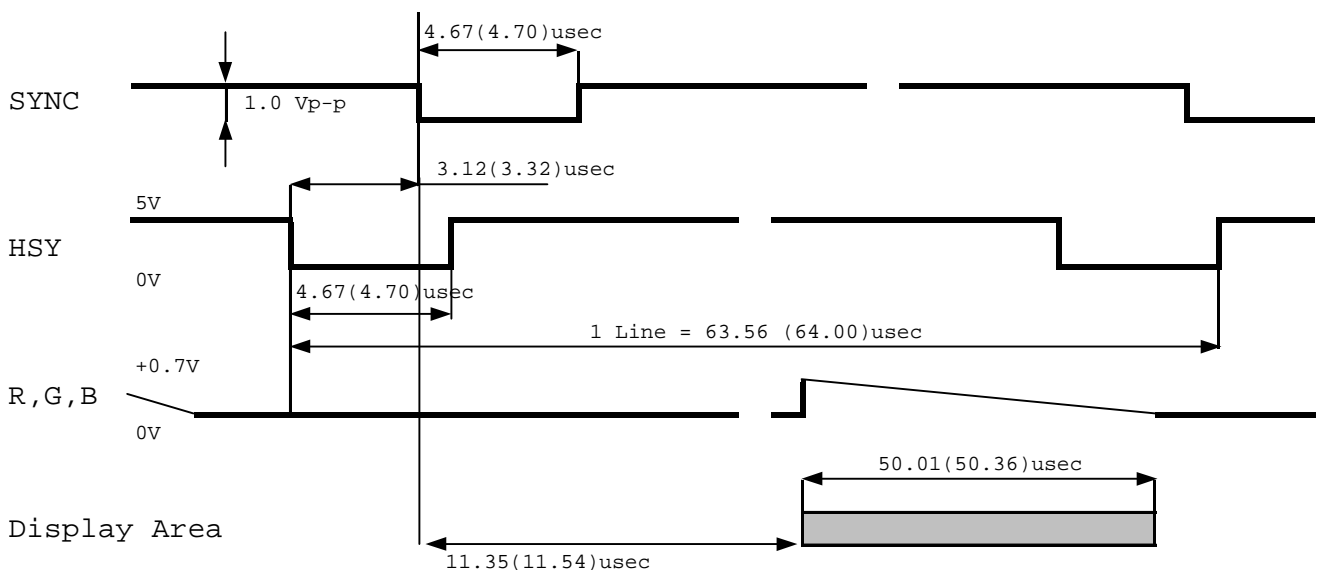 4.67(4.70)usec
SYNC
1.0 Vp-p
3.12(3.32)usec
5V
HSY
0V
4.67(4.70)usec
1 Line = 63.56 (64.00)usec
+0.7V
R,G,B
0V
50.01(50.36)usec
Display Area
11.35(11.54)usec